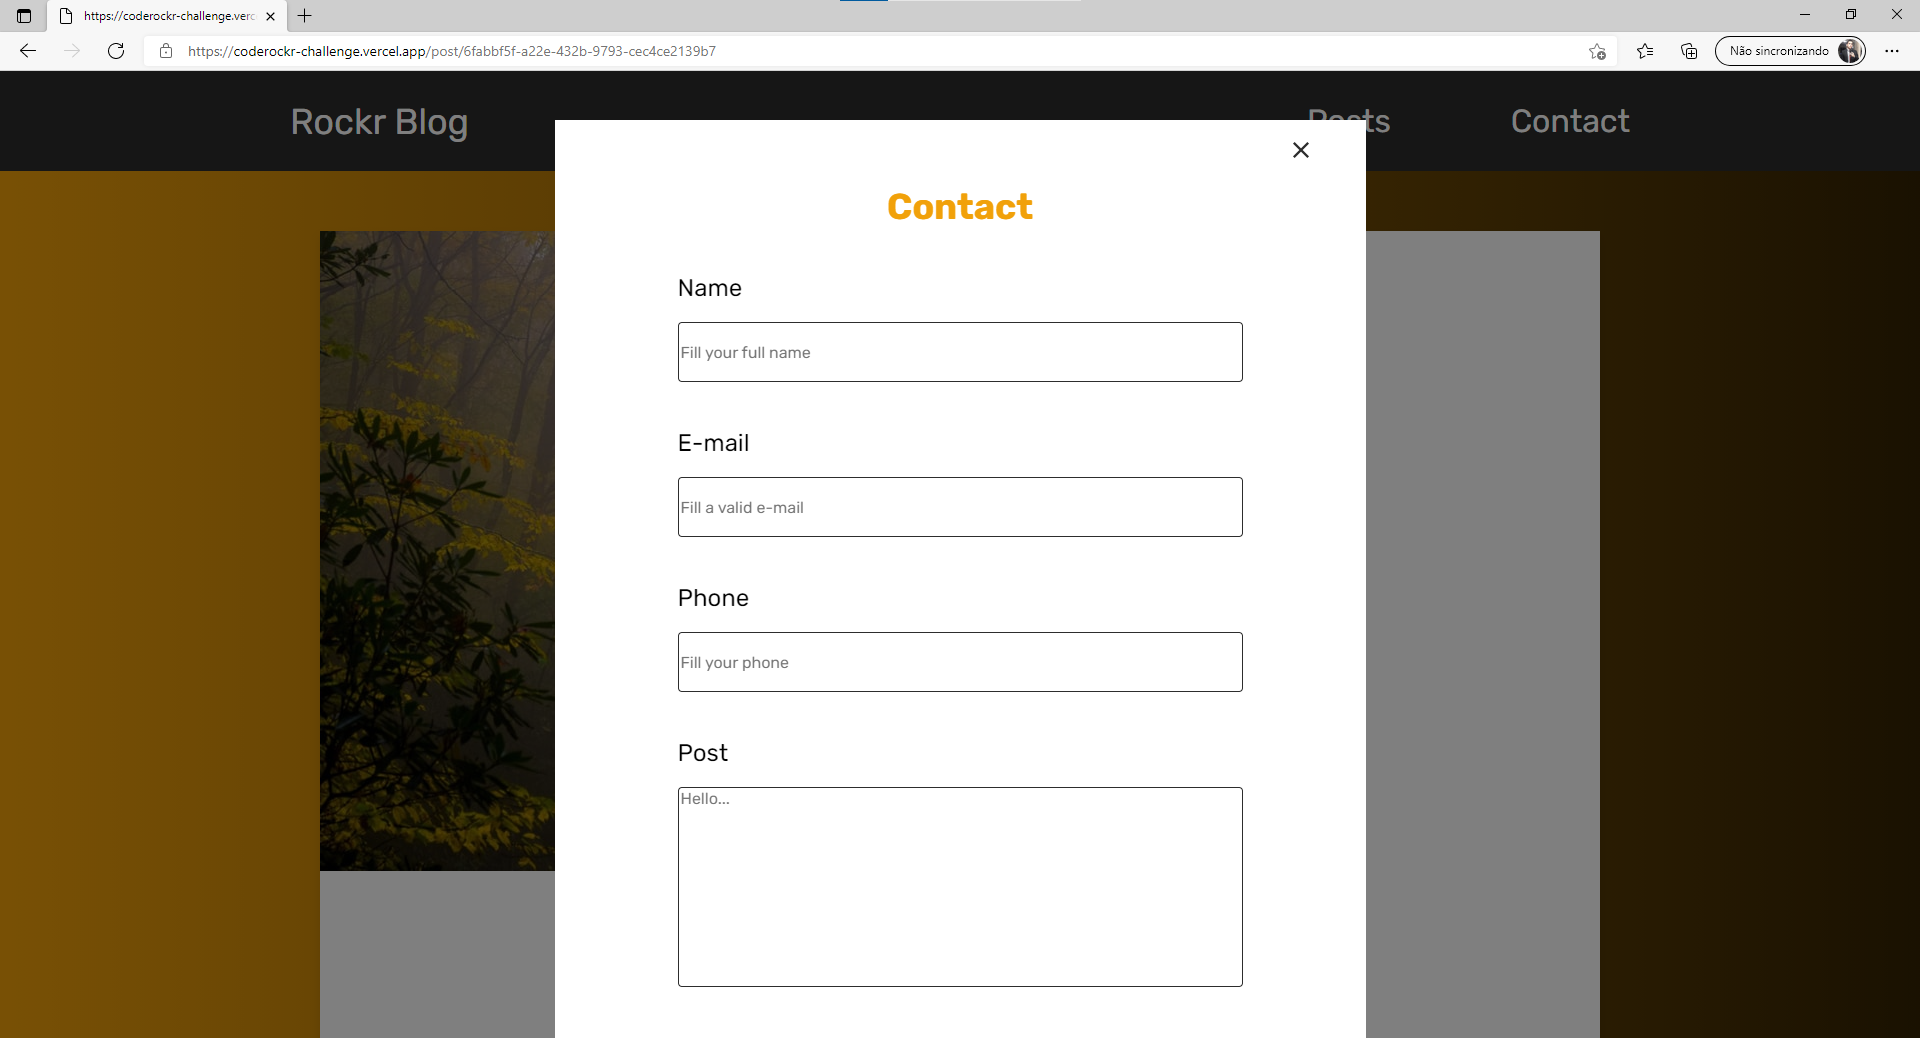 https://coderockr-challenge.verc
https://coderockr-challenge.vercel.app/post/6fabbf5f-a22e-432b-9793-cec4ce2139b7
Não sincronizando
Rockr Blog
Posts
Contact
Contact
Name
Fill your full name
E-mail
Fill a valid e-mail
Phone
Fill your phone
Post
Hello...